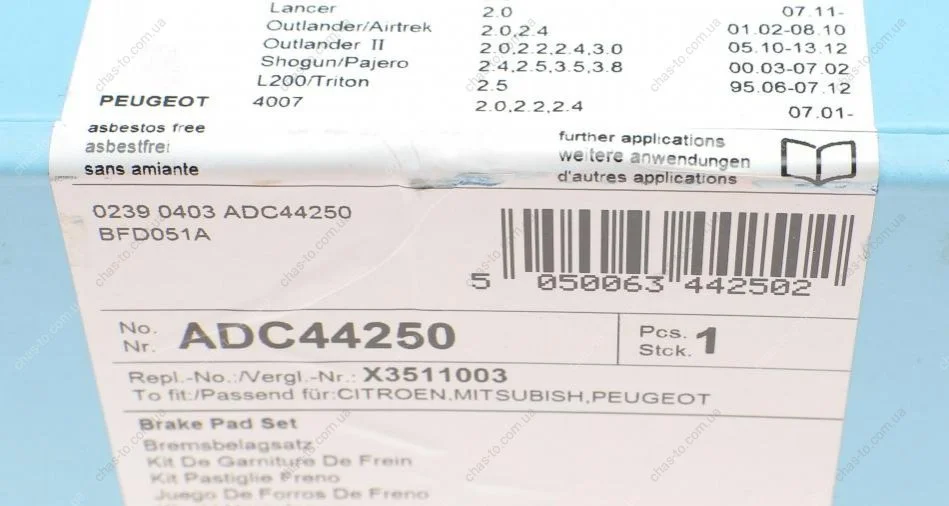 Lancer 2.0 07.11-
Outlander/Airtrek 2.0,2.4 01.02-08.10
Outlander II 2.0,2.2,2.4,3.0 05.10-13.12
Shogun/Pajero 2.4,2.5,3.5,3.8 00.03-07.02
L200/Triton 2.5 95.06-07.12
PEUGEOT 4007 2.0,2.2,2.4 07.01-
asbestos free
asbestfrei
sans amiante
further applications
weitere anwendungen
d'autres applications
0239 0403 ADC44250
BFD051A
5 050063 442502
No.
Nr. ADC44250
Pcs.
Stck. 1
Repl.-No.:/Vergl.-Nr.: X3511003
To fit:/Passend für:CITROEN,MITSUBISH,PEUGEOT
Brake Pad Set
Bremsbelagsatz
Kit De Garniture De Frein
Kit Pastiglie Freno
Juego De Forros De Freno
chas-to.com.ua